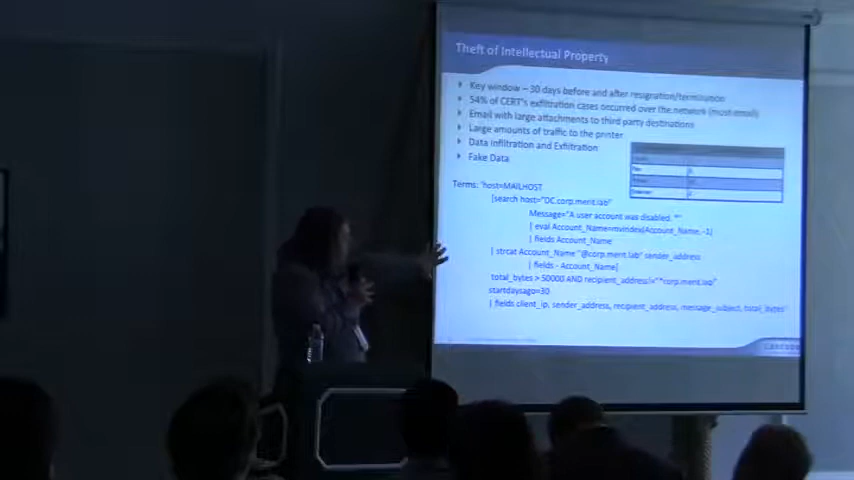 Theft of Intellectual Property
Key window – 30 days before and after resignation/termination
54% of CERT's exfiltration cases occurred over the network (most email)
Email with large attachments to third party destinations
Large amounts of traffic to the printer
Data Infiltration and Exfiltration
Fake Data
Terms: 'host=MAILHOST
[search host="DC.corp.merit.lab"
Message="A user account was disabled. *"
| eval Account_Name=mvindex(Account_Name, -1)
| fields Account_Name
| strcat Account_Name "@corp.merit.lab" sender_address
| fields - Account_Name]
total_bytes > 50000 AND recipient_address!="*corp.merit.lab"
startdaysago=30
| fields client_ip, sender_address, recipient_address, message_subject, total_bytes'